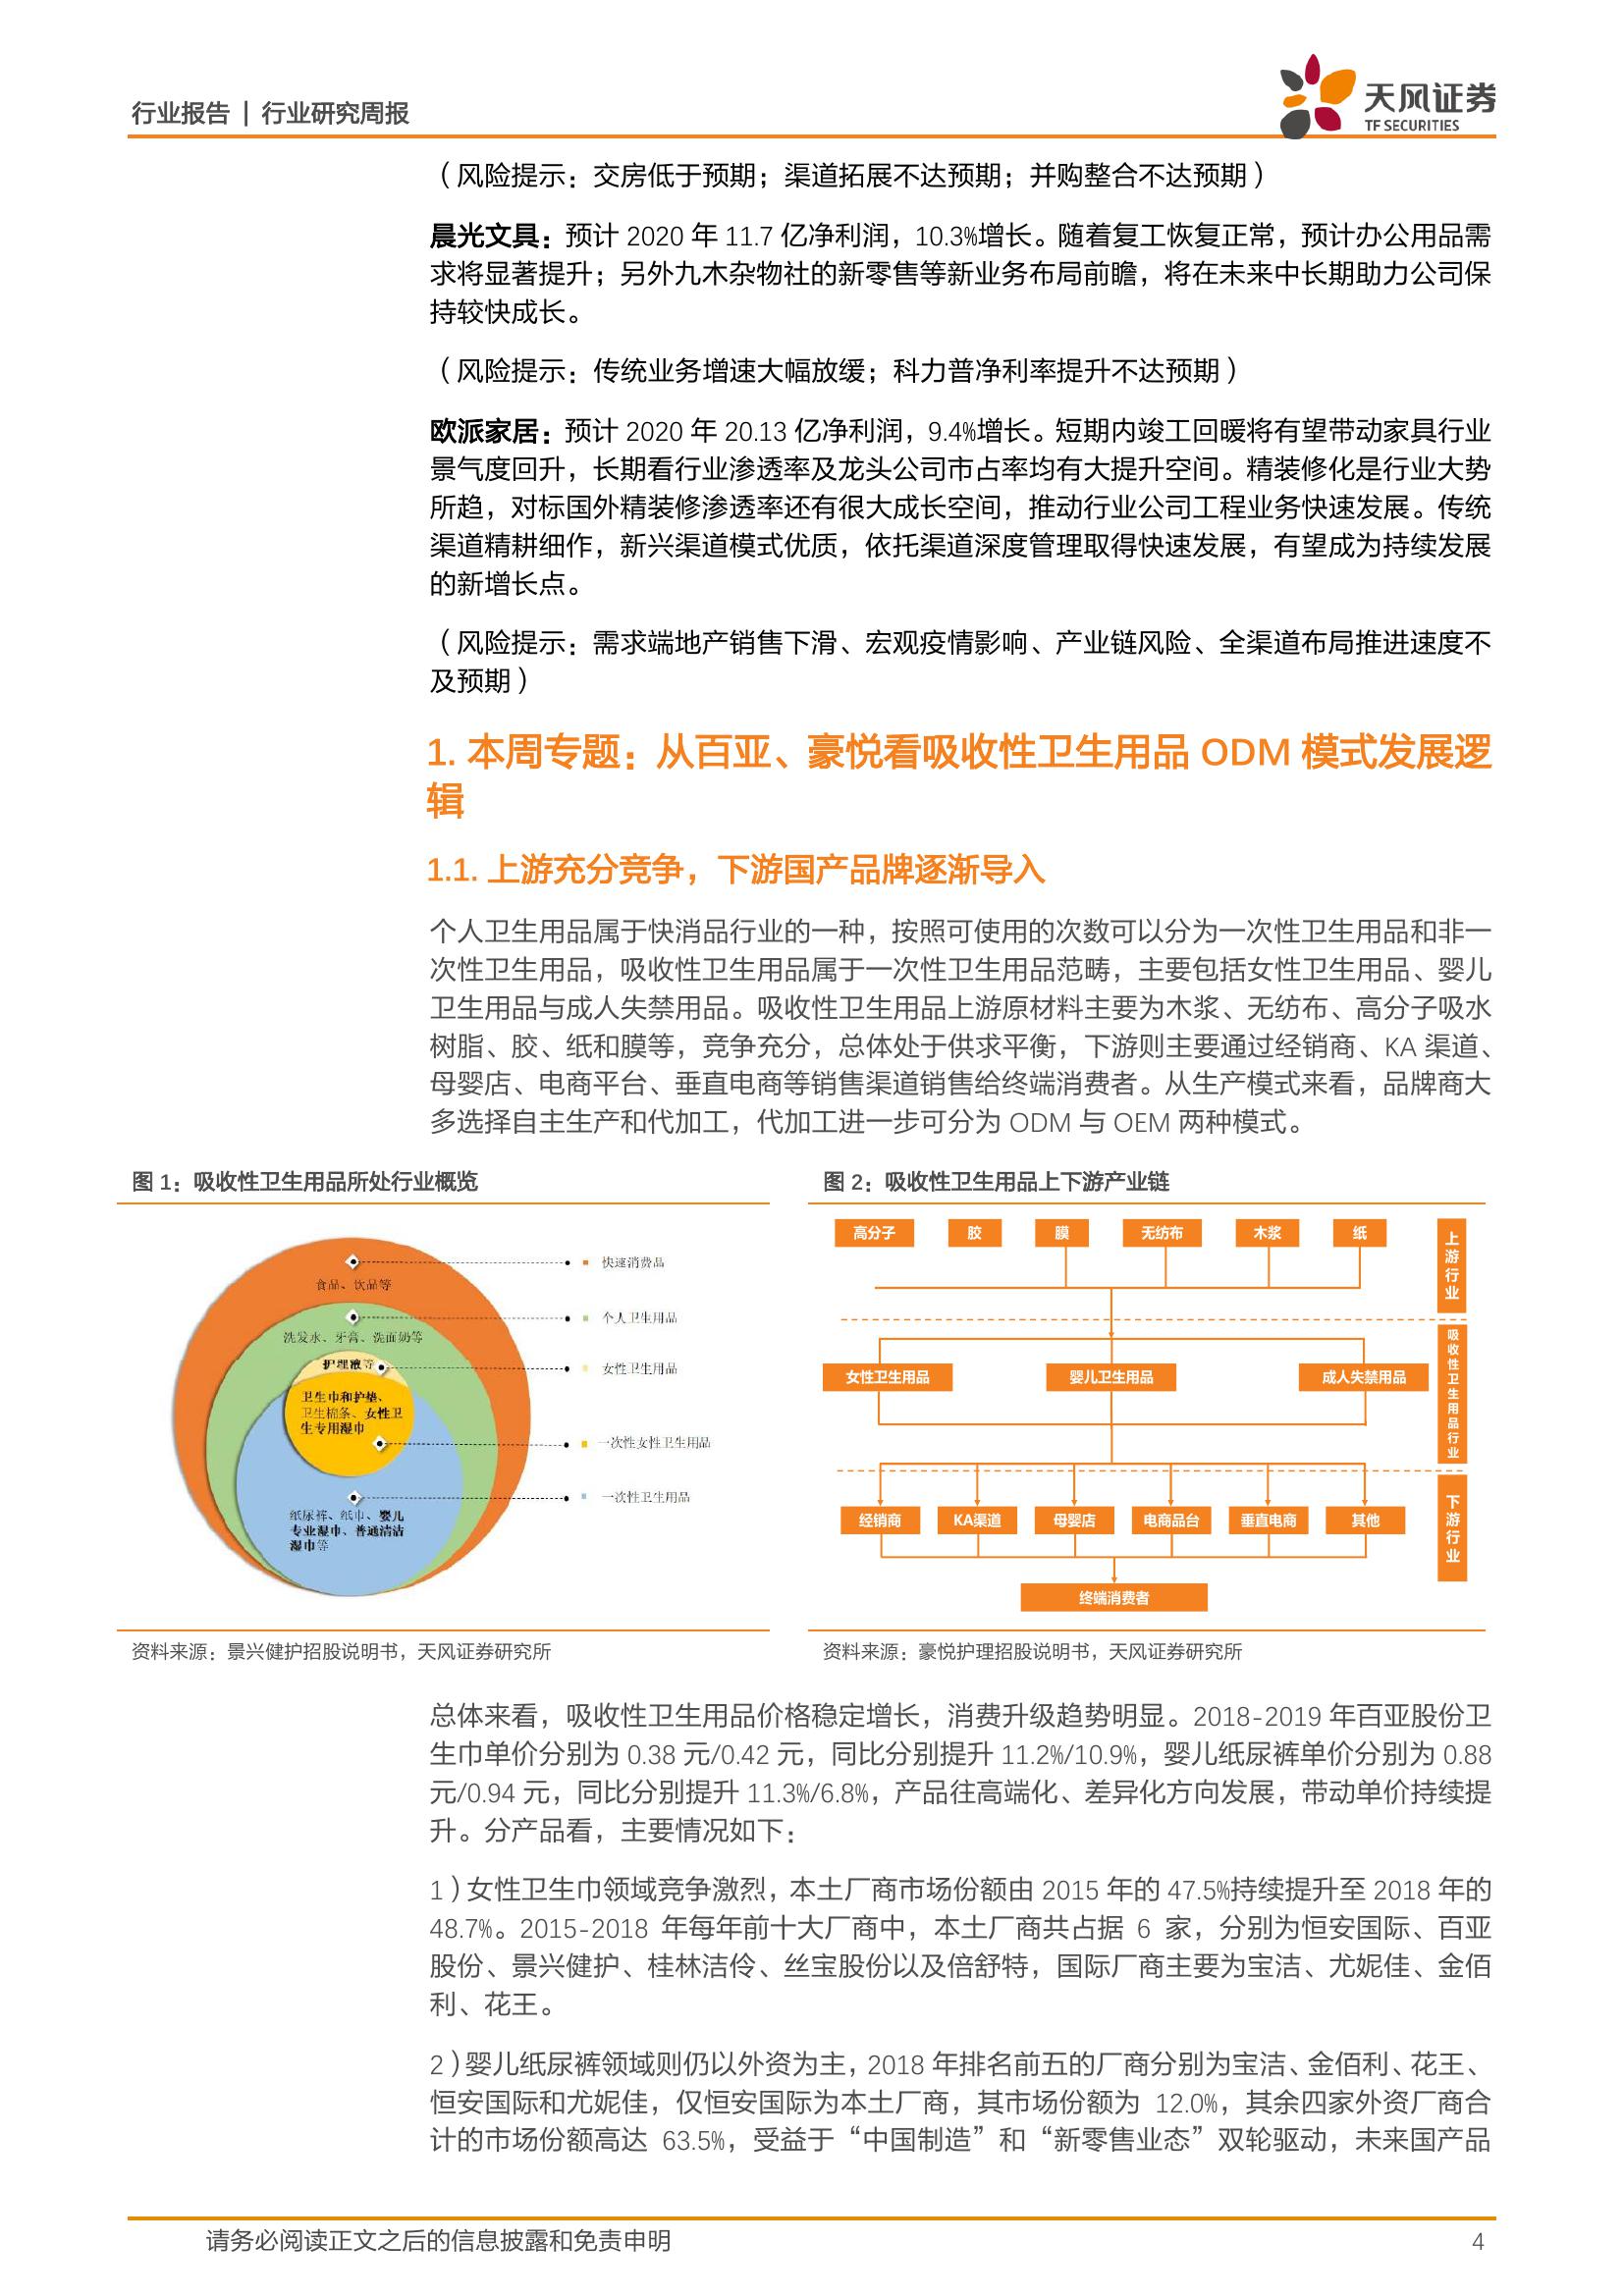 行业报告 | 行业研究周报
天风证券
TF SECURITIES
（风险提示：交房低于预期；渠道拓展不达预期；并购整合不达预期）
晨光文具：预计 2020 年 11.7 亿净利润，10.3%增长。随着复工恢复正常，预计办公用品需
求将显著提升；另外九木杂物社的新零售等新业务布局前瞻，将在未来中长期助力公司保
持较快成长。
（风险提示：传统业务增速大幅放缓；科力普净利率提升不达预期）
欧派家居：预计 2020 年 20.13 亿净利润，9.4%增长。短期内竣工回暖将有望带动家具行业
景气度回升，长期看行业渗透率及龙头公司市占率均有大提升空间。精装修化是行业大势
所趋，对标国外精装修渗透率还有很大成长空间，推动行业公司工程业务快速发展。传统
渠道精耕细作，新兴渠道模式优质，依托渠道深度管理取得快速发展，有望成为持续发展
的新增长点。
（风险提示：需求端地产销售下滑、宏观疫情影响、产业链风险、全渠道布局推进速度不
及预期）
1. 本周专题：从百亚、豪悦看吸收性卫生用品 ODM 模式发展逻
辑
1.1. 上游充分竞争，下游国产品牌逐渐导入
个人卫生用品属于快消品行业的一种，按照可使用的次数可以分为一次性卫生用品和非一
次性卫生用品，吸收性卫生用品属于一次性卫生用品范畴，主要包括女性卫生用品、婴儿
卫生用品与成人失禁用品。吸收性卫生用品上游原材料主要为木浆、无纺布、高分子吸水
树脂、胶、纸和膜等，竞争充分，总体处于供求平衡，下游则主要通过经销商、KA 渠道、
母婴店、电商平台、垂直电商等销售渠道销售给终端消费者。从生产模式来看，品牌商大
多选择自主生产和代加工，代加工进一步可分为 ODM 与 OEM 两种模式。
图 1：吸收性卫生用品所处行业概览
食品、饮品等
快速消费品
洗发水、牙膏、洗面奶等
个人卫生用品
护理液等
女性卫生用品
卫生巾和护垫、
卫生棉条、女性卫
生专用湿巾
一次性女性卫生用品
一次性卫生用品
纸尿裤、纸巾、婴儿
专业湿巾、普通清洁
湿巾等
资料来源：景兴健护招股说明书，天风证券研究所
图 2：吸收性卫生用品上下游产业链
高分子 胶 膜 无纺布 木浆 纸
上游行业
女性卫生用品 婴儿卫生用品 成人失禁用品
吸收性卫生用品行业
经销商 KA渠道 母婴店 电商品台 垂直电商 其他
下游行业
终端消费者
资料来源：豪悦护理招股说明书，天风证券研究所
总体来看，吸收性卫生用品价格稳定增长，消费升级趋势明显。2018-2019 年百亚股份卫
生巾单价分别为 0.38 元/0.42 元，同比分别提升 11.2%/10.9%，婴儿纸尿裤单价分别为 0.88
元/0.94 元，同比分别提升 11.3%/6.8%，产品往高端化、差异化方向发展，带动单价持续提
升。分产品看，主要情况如下：
1）女性卫生巾领域竞争激烈，本土厂商市场份额由 2015 年的 47.5%持续提升至 2018 年的
48.7%。2015-2018 年每年前十大厂商中，本土厂商共占据 6 家，分别为恒安国际、百亚
股份、景兴健护、桂林洁伶、丝宝股份以及倍舒特，国际厂商主要为宝洁、尤妮佳、金佰
利、花王。
2）婴儿纸尿裤领域则仍以外资为主，2018 年排名前五的厂商分别为宝洁、金佰利、花王、
恒安国际和尤妮佳，仅恒安国际为本土厂商，其市场份额为 12.0%，其余四家外资厂商合
计的市场份额高达 63.5%，受益于“中国制造”和“新零售业态”双轮驱动，未来国产品
请务必阅读正文之后的信息披露和免责申明
4